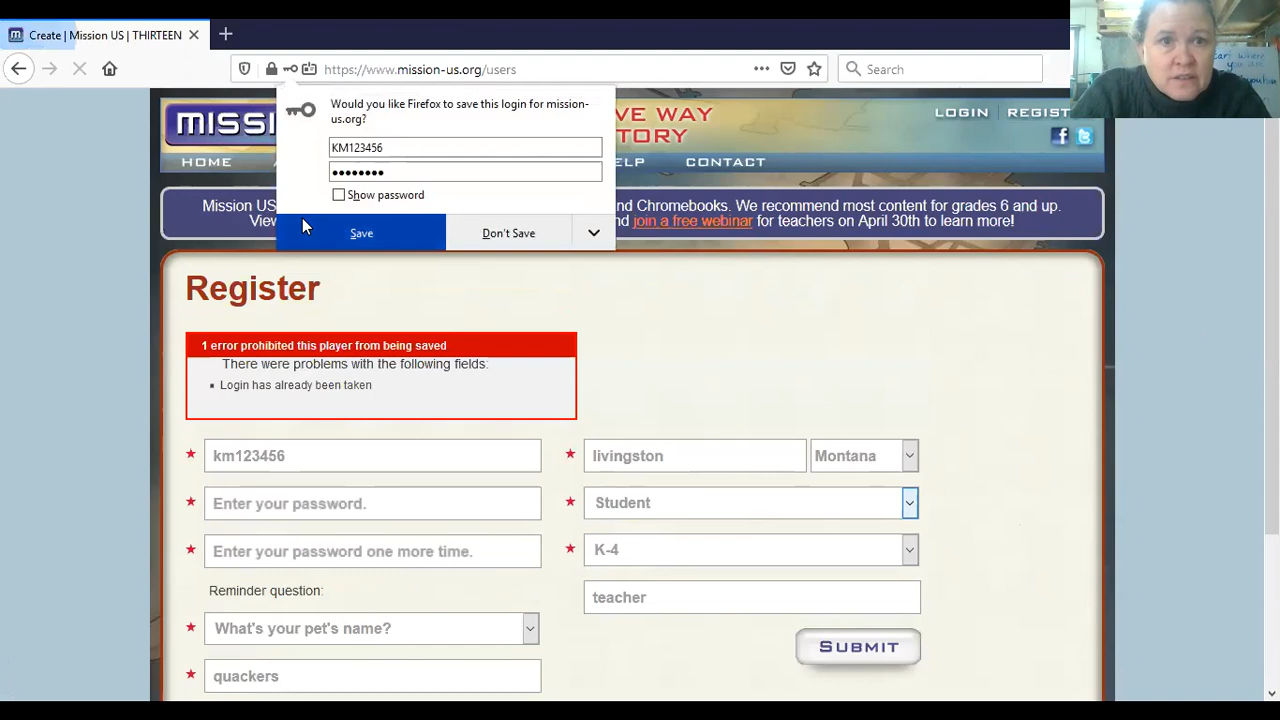 Create | Mission US | THIRTEEN
https://www.mission-us.org/users
Search
Would you like Firefox to save this login for mission-
us.org?
KM123456
Show password
Save
Don't Save
MISSI
VE WAY
TORY
LOGIN
REGIST
HOME
ELP
CONTACT
Mission US
nd Chromebooks. We recommend most content for grades 6 and up.
View
nd join a free webinar for teachers on April 30th to learn more!
Register
1 error prohibited this player from being saved
There were problems with the following fields:
Login has already been taken
km123456
livingston
Montana
Enter your password.
Student
Enter your password one more time.
K-4
Reminder question:
teacher
What's your pet's name?
SUBMIT
quackers